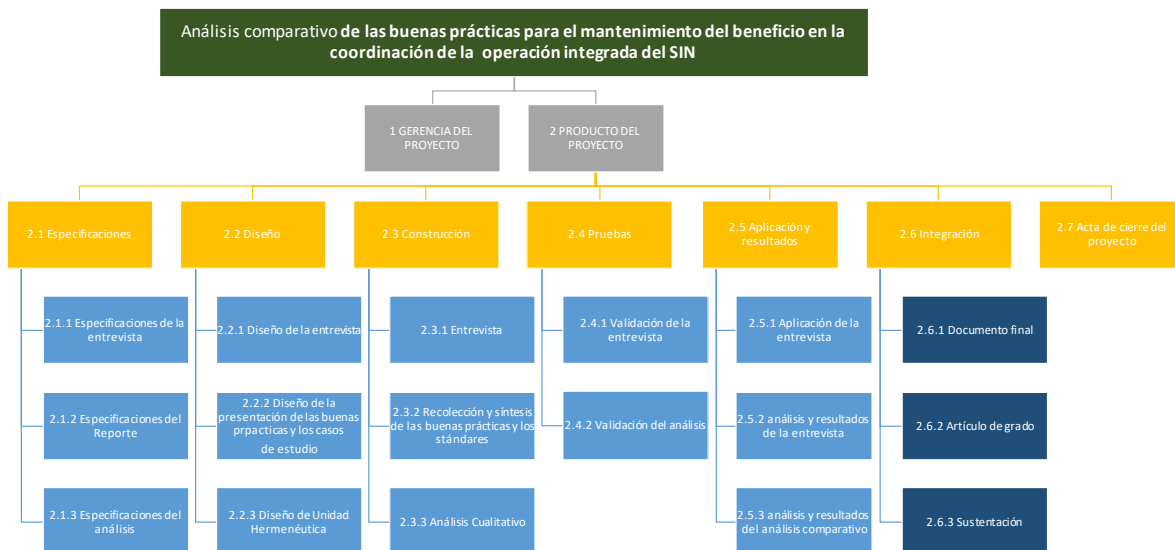 Análisis comparativo de las buenas prácticas para el mantenimiento del beneficio en la
coordinación de la operación integrada del SIN
1 GERENCIA DEL
PROYECTO
2 PRODUCTO DEL
PROYECTO
2.1 Especificaciones
2.2 Diseño
2.3 Construcción
2.4 Pruebas
2.5 Aplicación y
resultados
2.6 Integración
2.7 Acta de cierre del
proyecto
2.1.1 Especificaciones de la
entrevista
2.2.1 Diseño de la entrevista
2.3.1 Entrevista
2.4.1 Validación de la
entrevista
2.5.1 Aplicación de la
entrevista
2.6.1 Documento final
2.1.2 Especificaciones del
Reporte
2.2.2 Diseño de la
presentación de las buenas
prpacticas y los casos
de estudio
2.3.2 Recolección y síntesis
de las buenas prácticas y los
stándares
2.4.2 Validación del análisis
2.5.2 análisis y resultados
de la entrevista
2.6.2 Artículo de grado
2.1.3 Especificaciones del
análisis
2.2.3 Diseño de Unidad
Hermenéutica
2.3.3 Análisis Cualitativo
2.5.3 análisis y resultados
del análisis comparativo
2.6.3 Sustentación